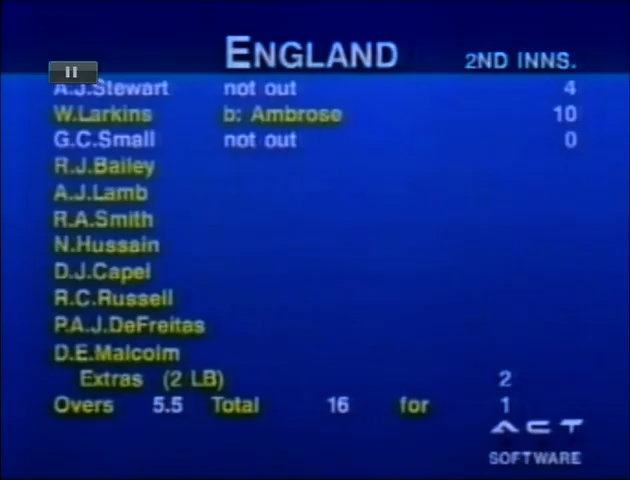 ENGLAND 2ND INNS.
A.J.Stewart not out 4
W.Larkins b: Ambrose 10
G.C.Small not out 0
R.J.Bailey
A.J.Lamb
R.A.Smith
N.Hussain
D.J.Capel
R.C.Russell
P.A.J.DeFreitas
D.E.Malcolm
Extras (2 LB) 2
Overs 5.5 Total 16 for 1
ACT
SOFTWARE